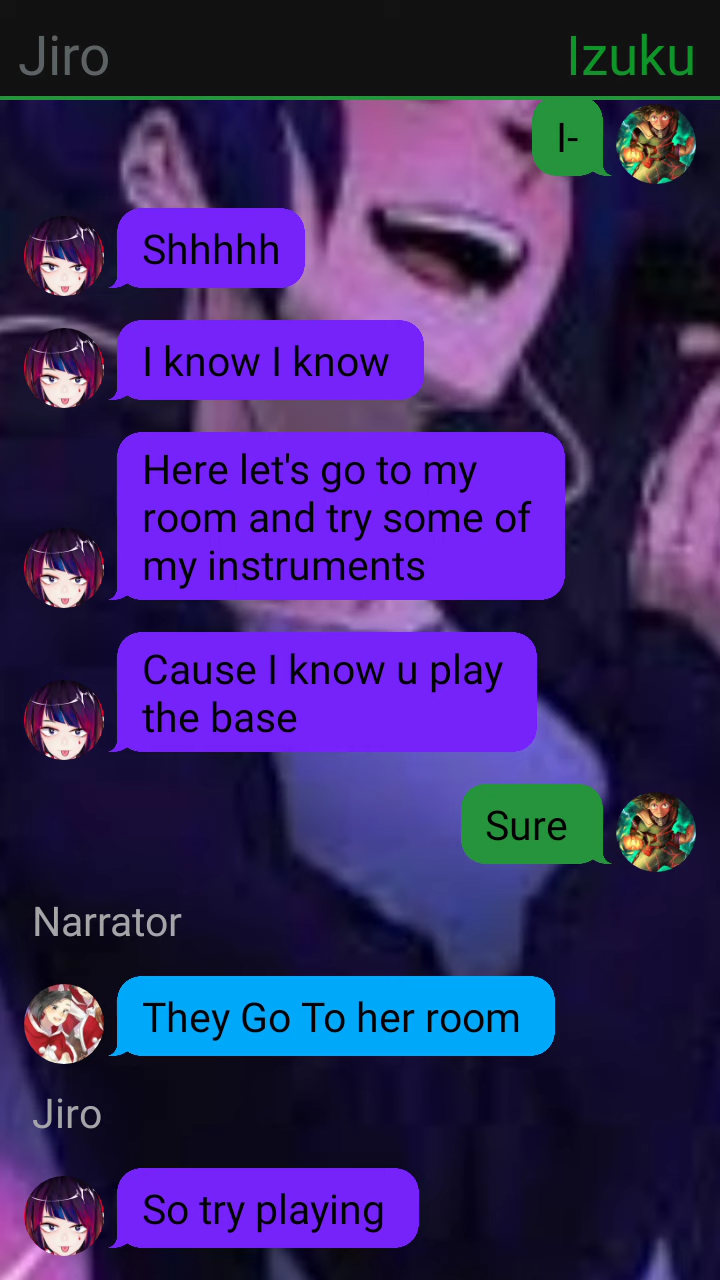 Jiro
Izuku
I-
Shhhhh
I know I know
Here let's go to my
room and try some of
my instruments
Cause I know u play
the base
Sure
Narrator
They Go To her room
Jiro
So try playing